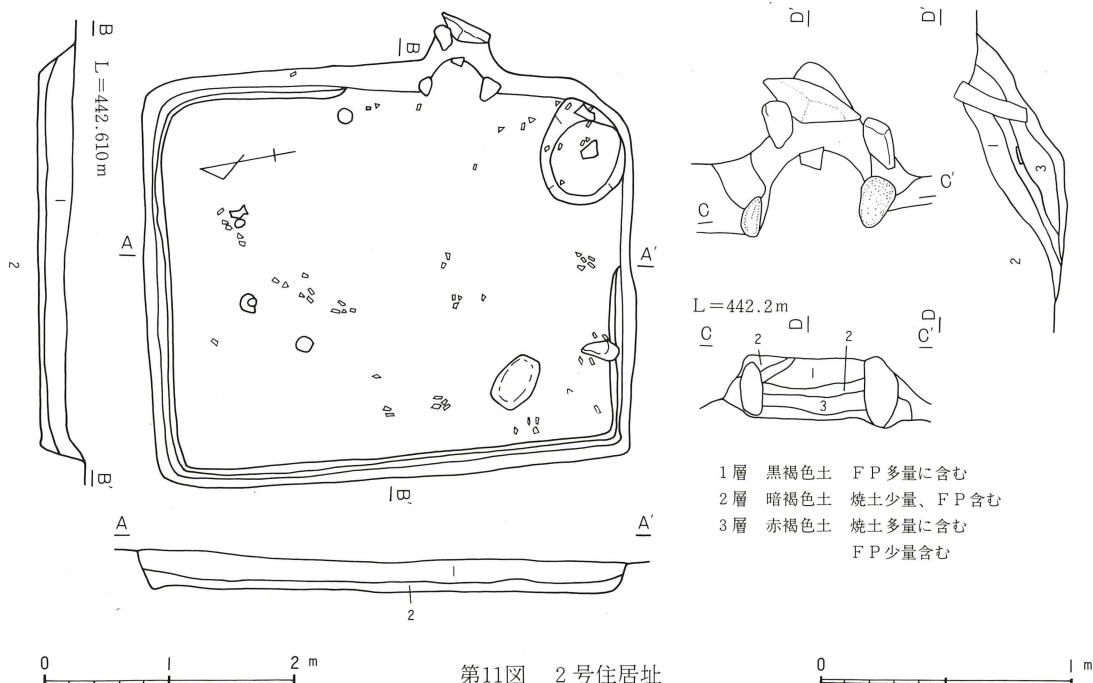 B
L=442.610m
1
2
B'
B
A
A'
B'
A
A'
1
2
D'
D'
C
C'
1
3
2
L=442.2m
D
D
C
C'
2
2
1
3
1層 黒褐色土 FP多量に含む
2層 暗褐色土 焼土少量、FP含む
3層 赤褐色土 焼土多量に含む
FP少量含む
0 1 2 m
第11図 2号住居址
0 1 m